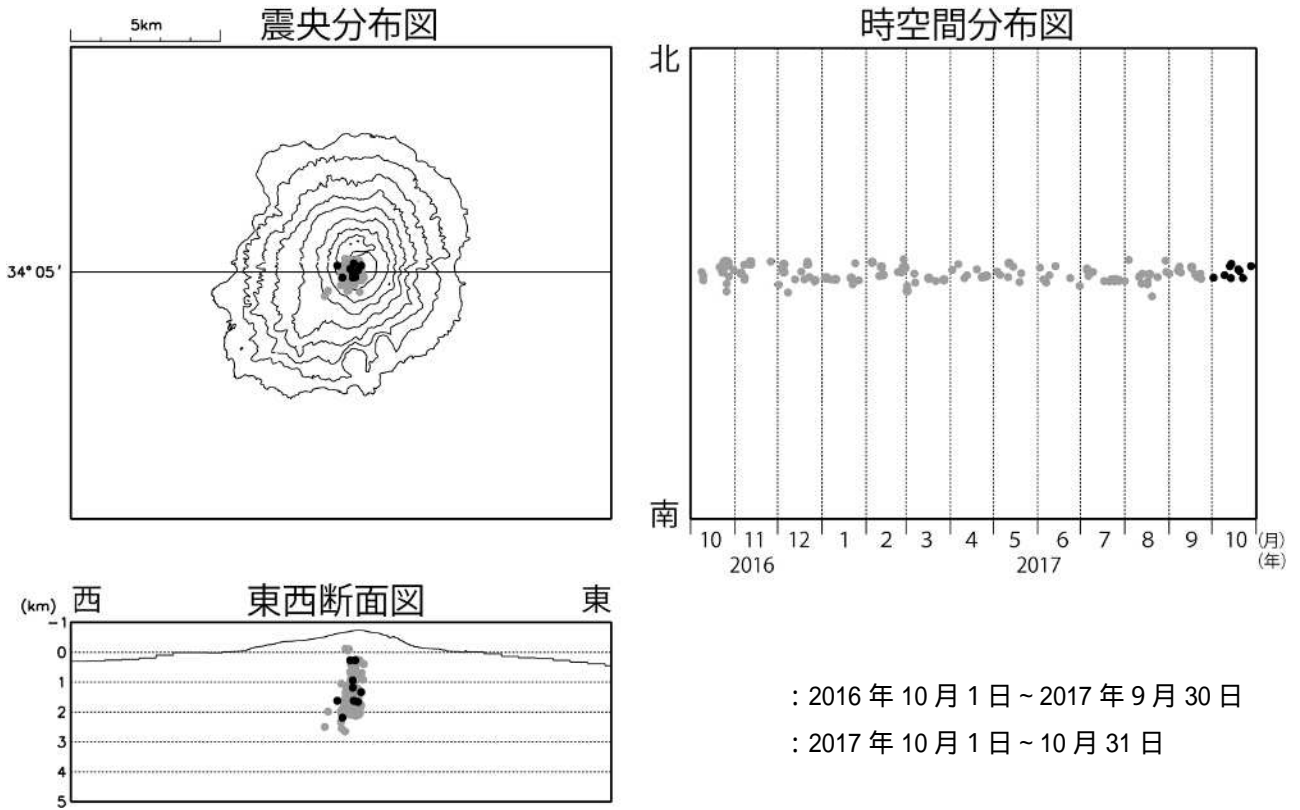 震央分布図
5km
34°05'
時空間分布図
北
南
10 11 12 1 2 3 4 5 6 7 8 9 10 (月)
2016 2017 (年)
東西断面図
(km) 西 東
-1
0
1
2
3
4
5
：2016 年 10 月 1 日 ~ 2017 年 9 月 30 日
：2017 年 10 月 1 日 ~ 10 月 31 日